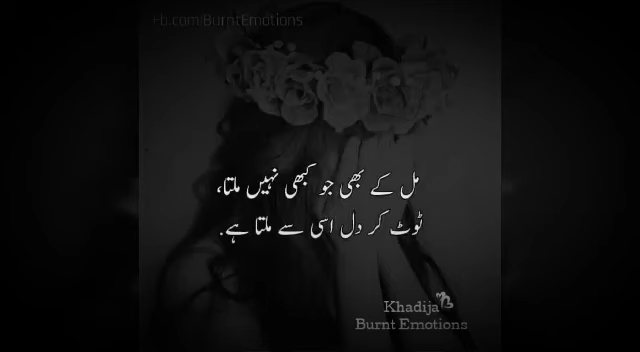 Fb.com/BurntEmotions
مل کے بھی جو کبھی نہیں ملتا،
ٹوٹ کر دل اسی سے ملتا ہے.
Khadija
Burnt Emotions